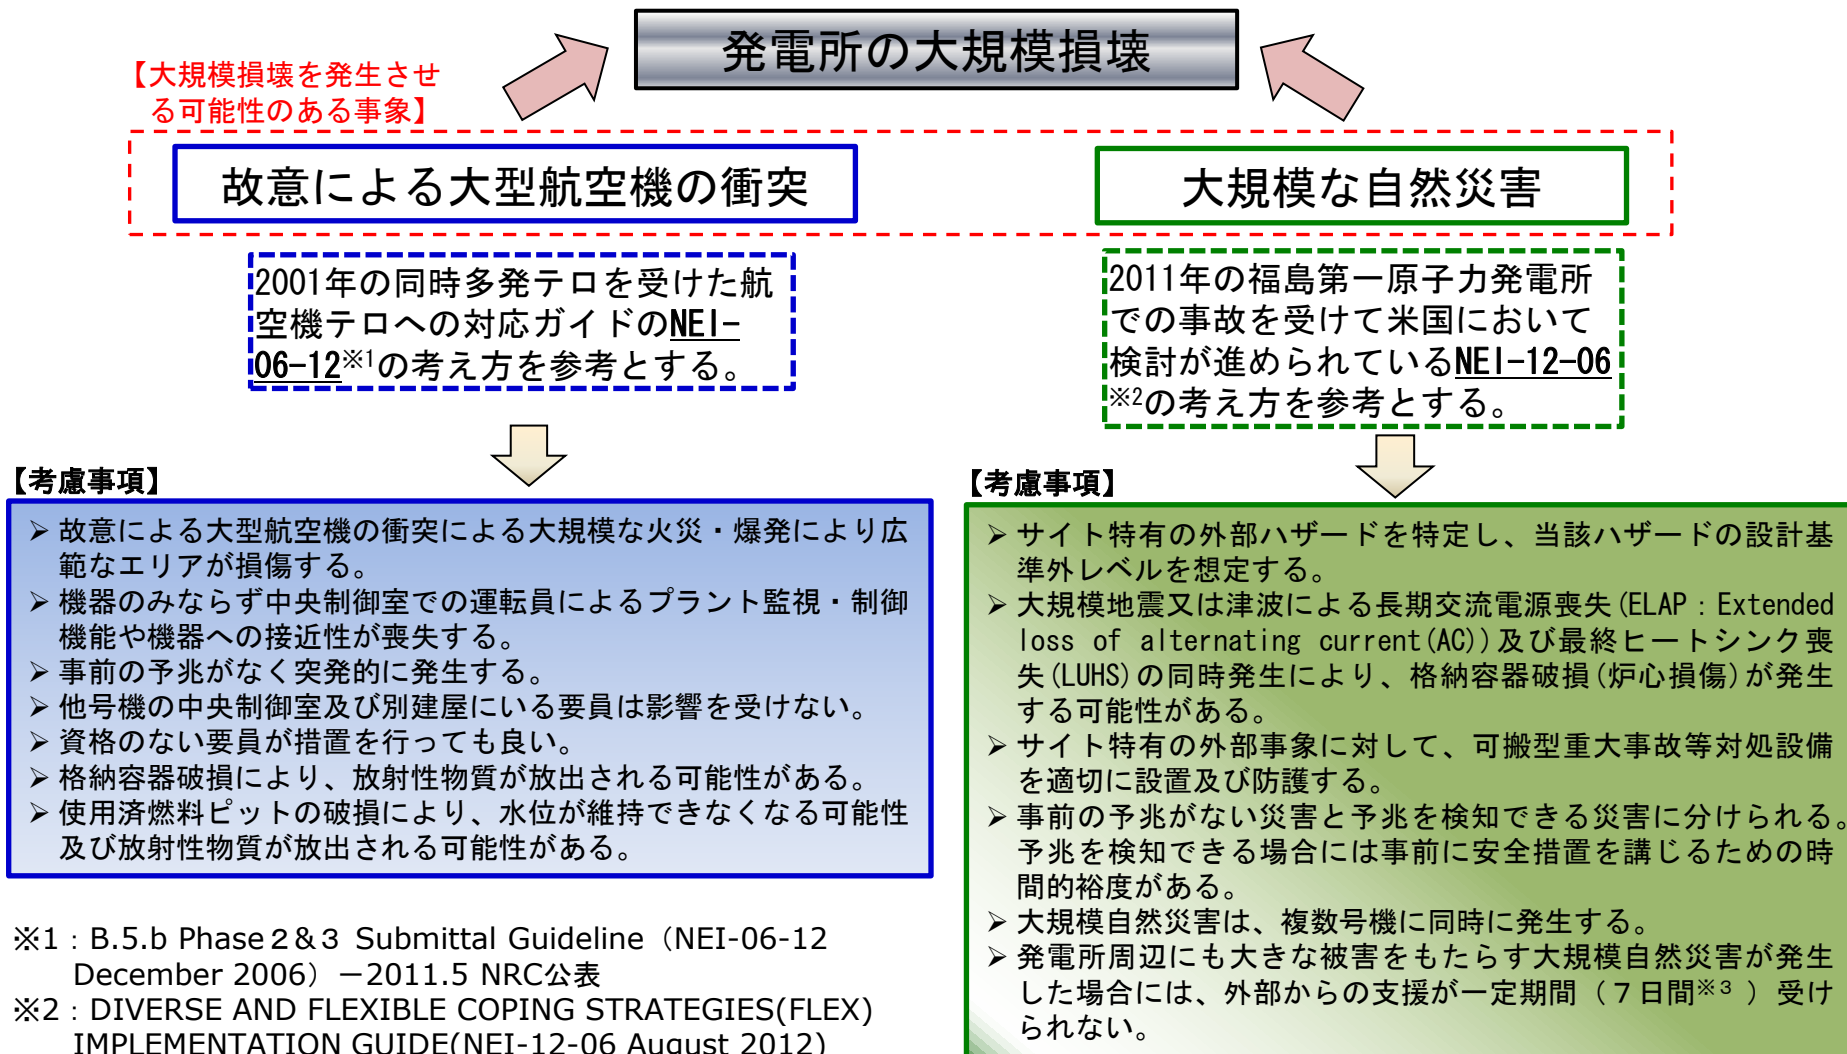 発電所の大規模損壊
【大規模損壊を発生させ
る可能性のある事象】
故意による大型航空機の衝突
大規模な自然災害
2001年の同時多発テロを受けた航
空機テロへの対応ガイドのNEI-
06-12※1の考え方を参考とする。
2011年の福島第一原子力発電所
での事故を受けて米国において
検討が進められているNEI-12-06
※2の考え方を参考とする。
【考慮事項】
➢ 故意による大型航空機の衝突による大規模な火災・爆発により広
範なエリアが損傷する。
➢ 機器のみならず中央制御室での運転員によるプラント監視・制御
機能や機器への接近性が喪失する。
➢ 事前の予兆がなく突発的に発生する。
➢ 他号機の中央制御室及び別建屋にいる要員は影響を受けない。
➢ 資格のない要員が措置を行っても良い。
➢ 格納容器破損により、放射性物質が放出される可能性がある。
➢ 使用済燃料ピットの破損により、水位が維持できなくなる可能性
及び放射性物質が放出される可能性がある。
※1：B.5.b Phase２&３ Submittal Guideline（NEI-06-12
December 2006）－2011.5 NRC公表
※2：DIVERSE AND FLEXIBLE COPING STRATEGIES(FLEX)
IMPLEMENTATION GUIDE(NEI-12-06 August 2012)
【考慮事項】
➢ サイト特有の外部ハザードを特定し、当該ハザードの設計基
準外レベルを想定する。
➢ 大規模地震又は津波による長期交流電源喪失(ELAP：Extended
loss of alternating current(AC))及び最終ヒートシンク喪
失(LUHS)の同時発生により、格納容器破損(炉心損傷)が発生
する可能性がある。
➢ サイト特有の外部事象に対して、可搬型重大事故等対処設備
を適切に設置及び防護する。
➢ 事前の予兆がない災害と予兆を検知できる災害に分けられる。
予兆を検知できる場合には事前に安全措置を講じるための時
間的裕度がある。
➢ 大規模自然災害は、複数号機に同時に発生する。
➢ 発電所周辺にも大きな被害をもたらす大規模自然災害が発生
した場合には、外部からの支援が一定期間（７日間※3 ）受け
られない。